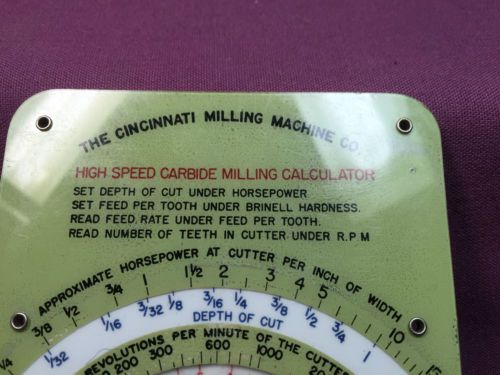 THE CINCINNATI MILLING MACHINE CO.
HIGH SPEED CARBIDE MILLING CALCULATOR
SET DEPTH OF CUT UNDER HORSEPOWER
SET FEED PER TOOTH UNDER BRINELL HARDNESS.
READ FEED RATE UNDER FEED PER TOOTH.
READ NUMBER OF TEETH IN CUTTER UNDER R.P.M
APPROXIMATE HORSEPOWER AT CUTTER PER INCH OF WIDTH
1/4 3/8 1/2 3/4 1 1 1/2 2 3 4 5 10 15
1/32 1/16 3/32 1/8 3/16 1/4 3/8 1/2 3/4 1
DEPTH OF CUT
REVOLUTIONS PER MINUTE OF THE CUTTER
200 300 600 1000